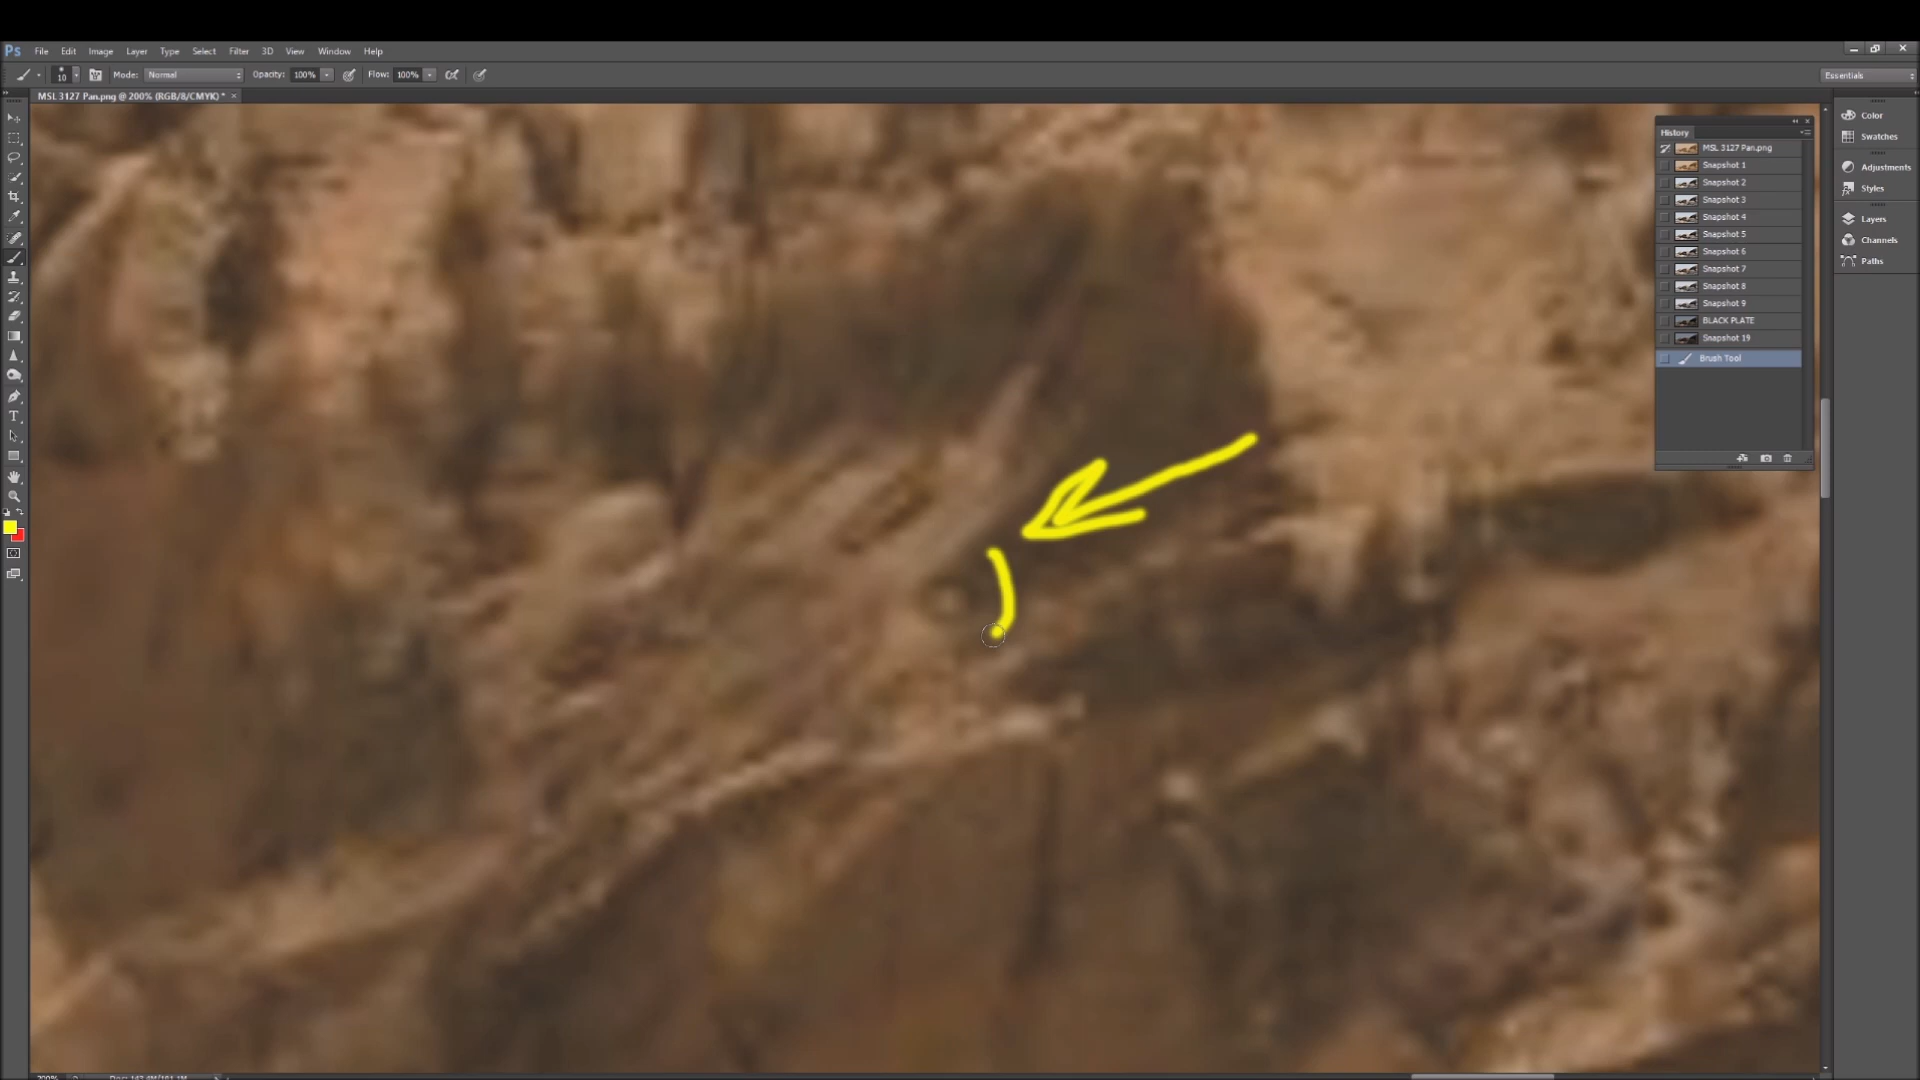 Ps File Edit Image Layer Type Select Filter 3D View Window Help
10 Mode: Normal Opacity: 100% Flow: 100% Essentials
MSL 3127 Pan.png @ 200% (RGB/8/CMYK) * ×
History
MSL 3127 Pan.png
Snapshot 1
Snapshot 2
Snapshot 3
Snapshot 4
Snapshot 5
Snapshot 6
Snapshot 7
Snapshot 8
Snapshot 9
BLACK PLATE
Snapshot 19
Brush Tool
Color
Swatches
Adjustments
Styles
Layers
Channels
Paths